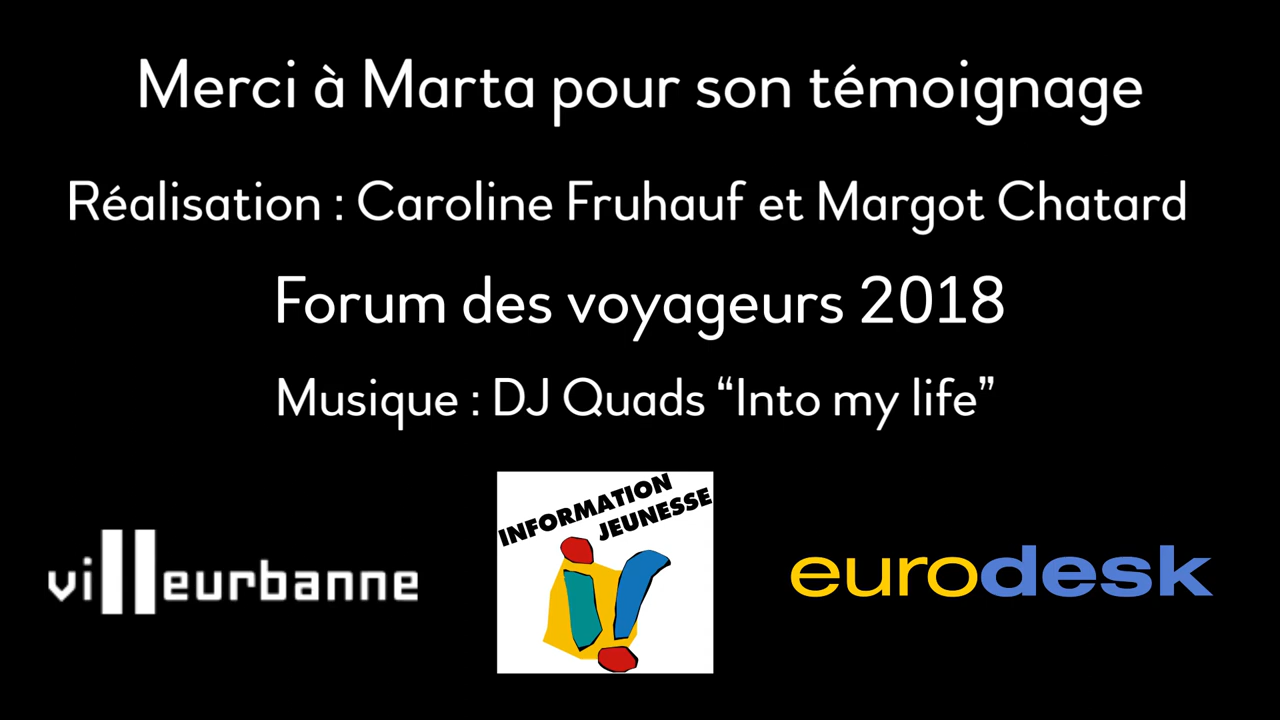 Merci à Marta pour son témoignage
Réalisation : Caroline Fruhauf et Margot Chatard
Forum des voyageurs 2018
Musique : DJ Quads “Into my life”
villeurbanne
INFORMATION
JEUNESSE
eurodesk